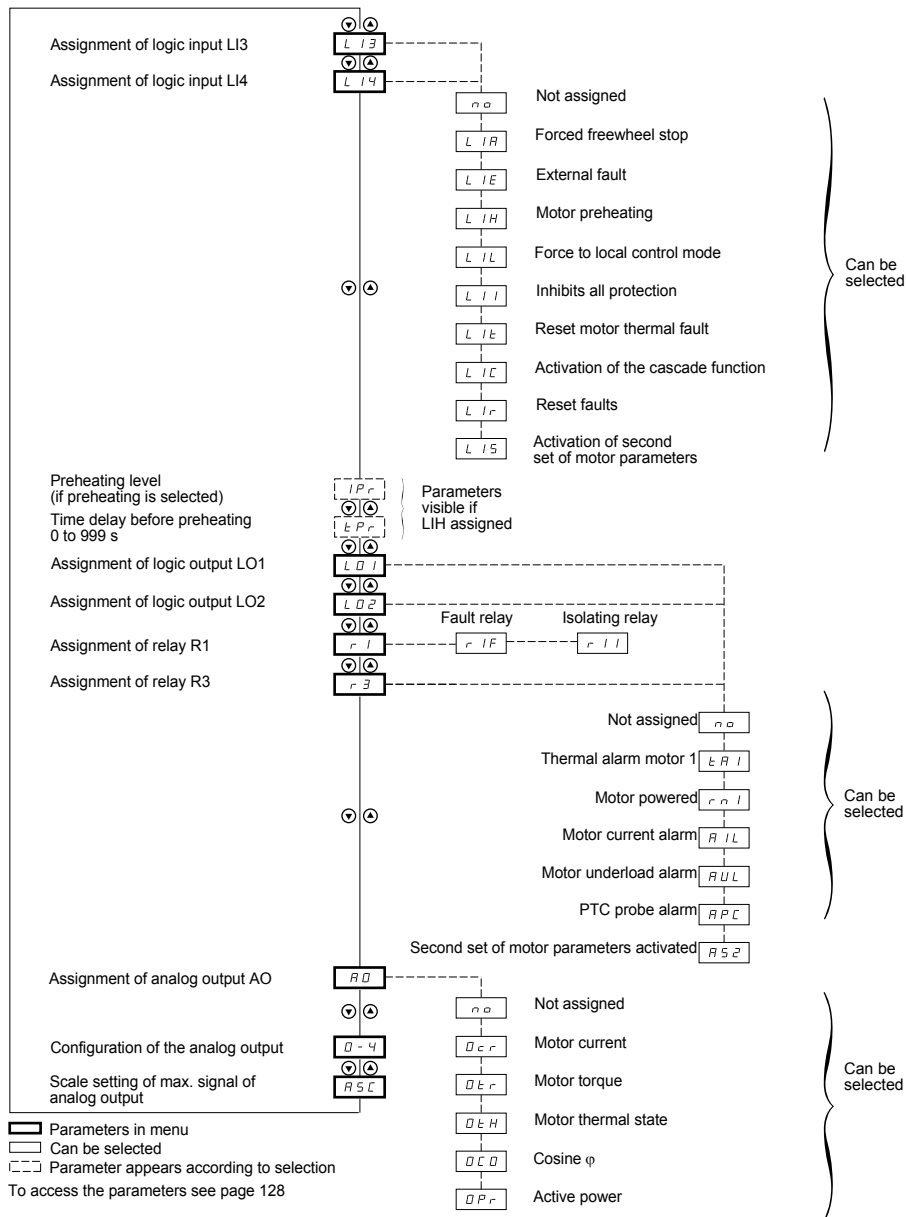 Assignment of logic input LI3
LI3
Assignment of logic input LI4
LI4
no
Not assigned
LIA
Forced freewheel stop
LIE
External fault
LIH
Motor preheating
LIL
Force to local control mode
LII
Inhibits all protection
LIt
Reset motor thermal fault
LIC
Activation of the cascade function
LIr
Reset faults
LIS
Activation of second
set of motor parameters
Can be
selected
Preheating level
(if preheating is selected)
IPr
Time delay before preheating
0 to 999 s
tPr
Parameters
visible if
LIH assigned
Assignment of logic output LO1
LO1
Assignment of logic output LO2
LO2
Assignment of relay R1
r1
Fault relay
r1F
Isolating relay
r1I
Assignment of relay R3
r3
Not assigned
no
Thermal alarm motor 1
tA1
Motor powered
rn1
Motor current alarm
AIL
Motor underload alarm
AUL
PTC probe alarm
APC
Second set of motor parameters activated
AS2
Can be
selected
Assignment of analog output AO
AO
no
Not assigned
Configuration of the analog output
O-4
Ocr
Motor current
Scale setting of max. signal of
analog output
ASC
Otr
Motor torque
OtH
Motor thermal state
OCO
Cosine φ
OPr
Active power
Can be
selected
Parameters in menu
Can be selected
Parameter appears according to selection
To access the parameters see page 128